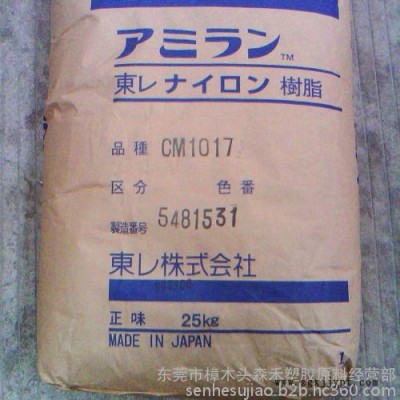 アミラン™
東レ ナイロン 樹脂
品種 CM1017
区分 色番
製造番号 5481531
東レ株式会社
正味 25kg
MADE IN JAPAN
1
东莞市樟木头森禾塑胶原料经营部
senhesujiao.b2b.hc360.com